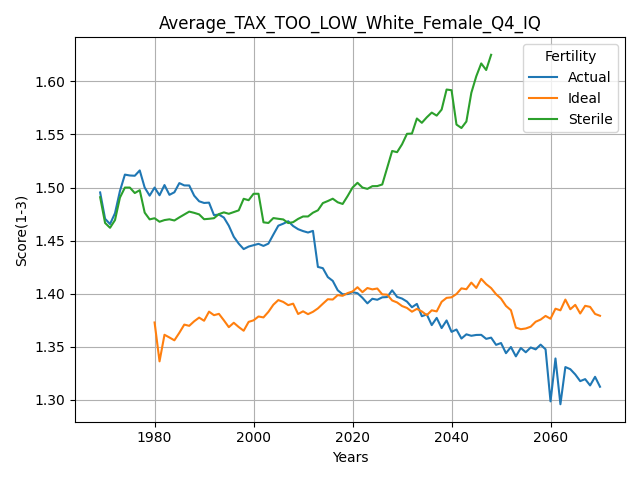 Average_TAX_TOO_LOW_White_Female_Q4_IQ
Fertility
Actual
Ideal
Sterile
Score(1-3)
1.60
1.55
1.50
1.45
1.40
1.35
1.30
1980 2000 2020 2040 2060
Years